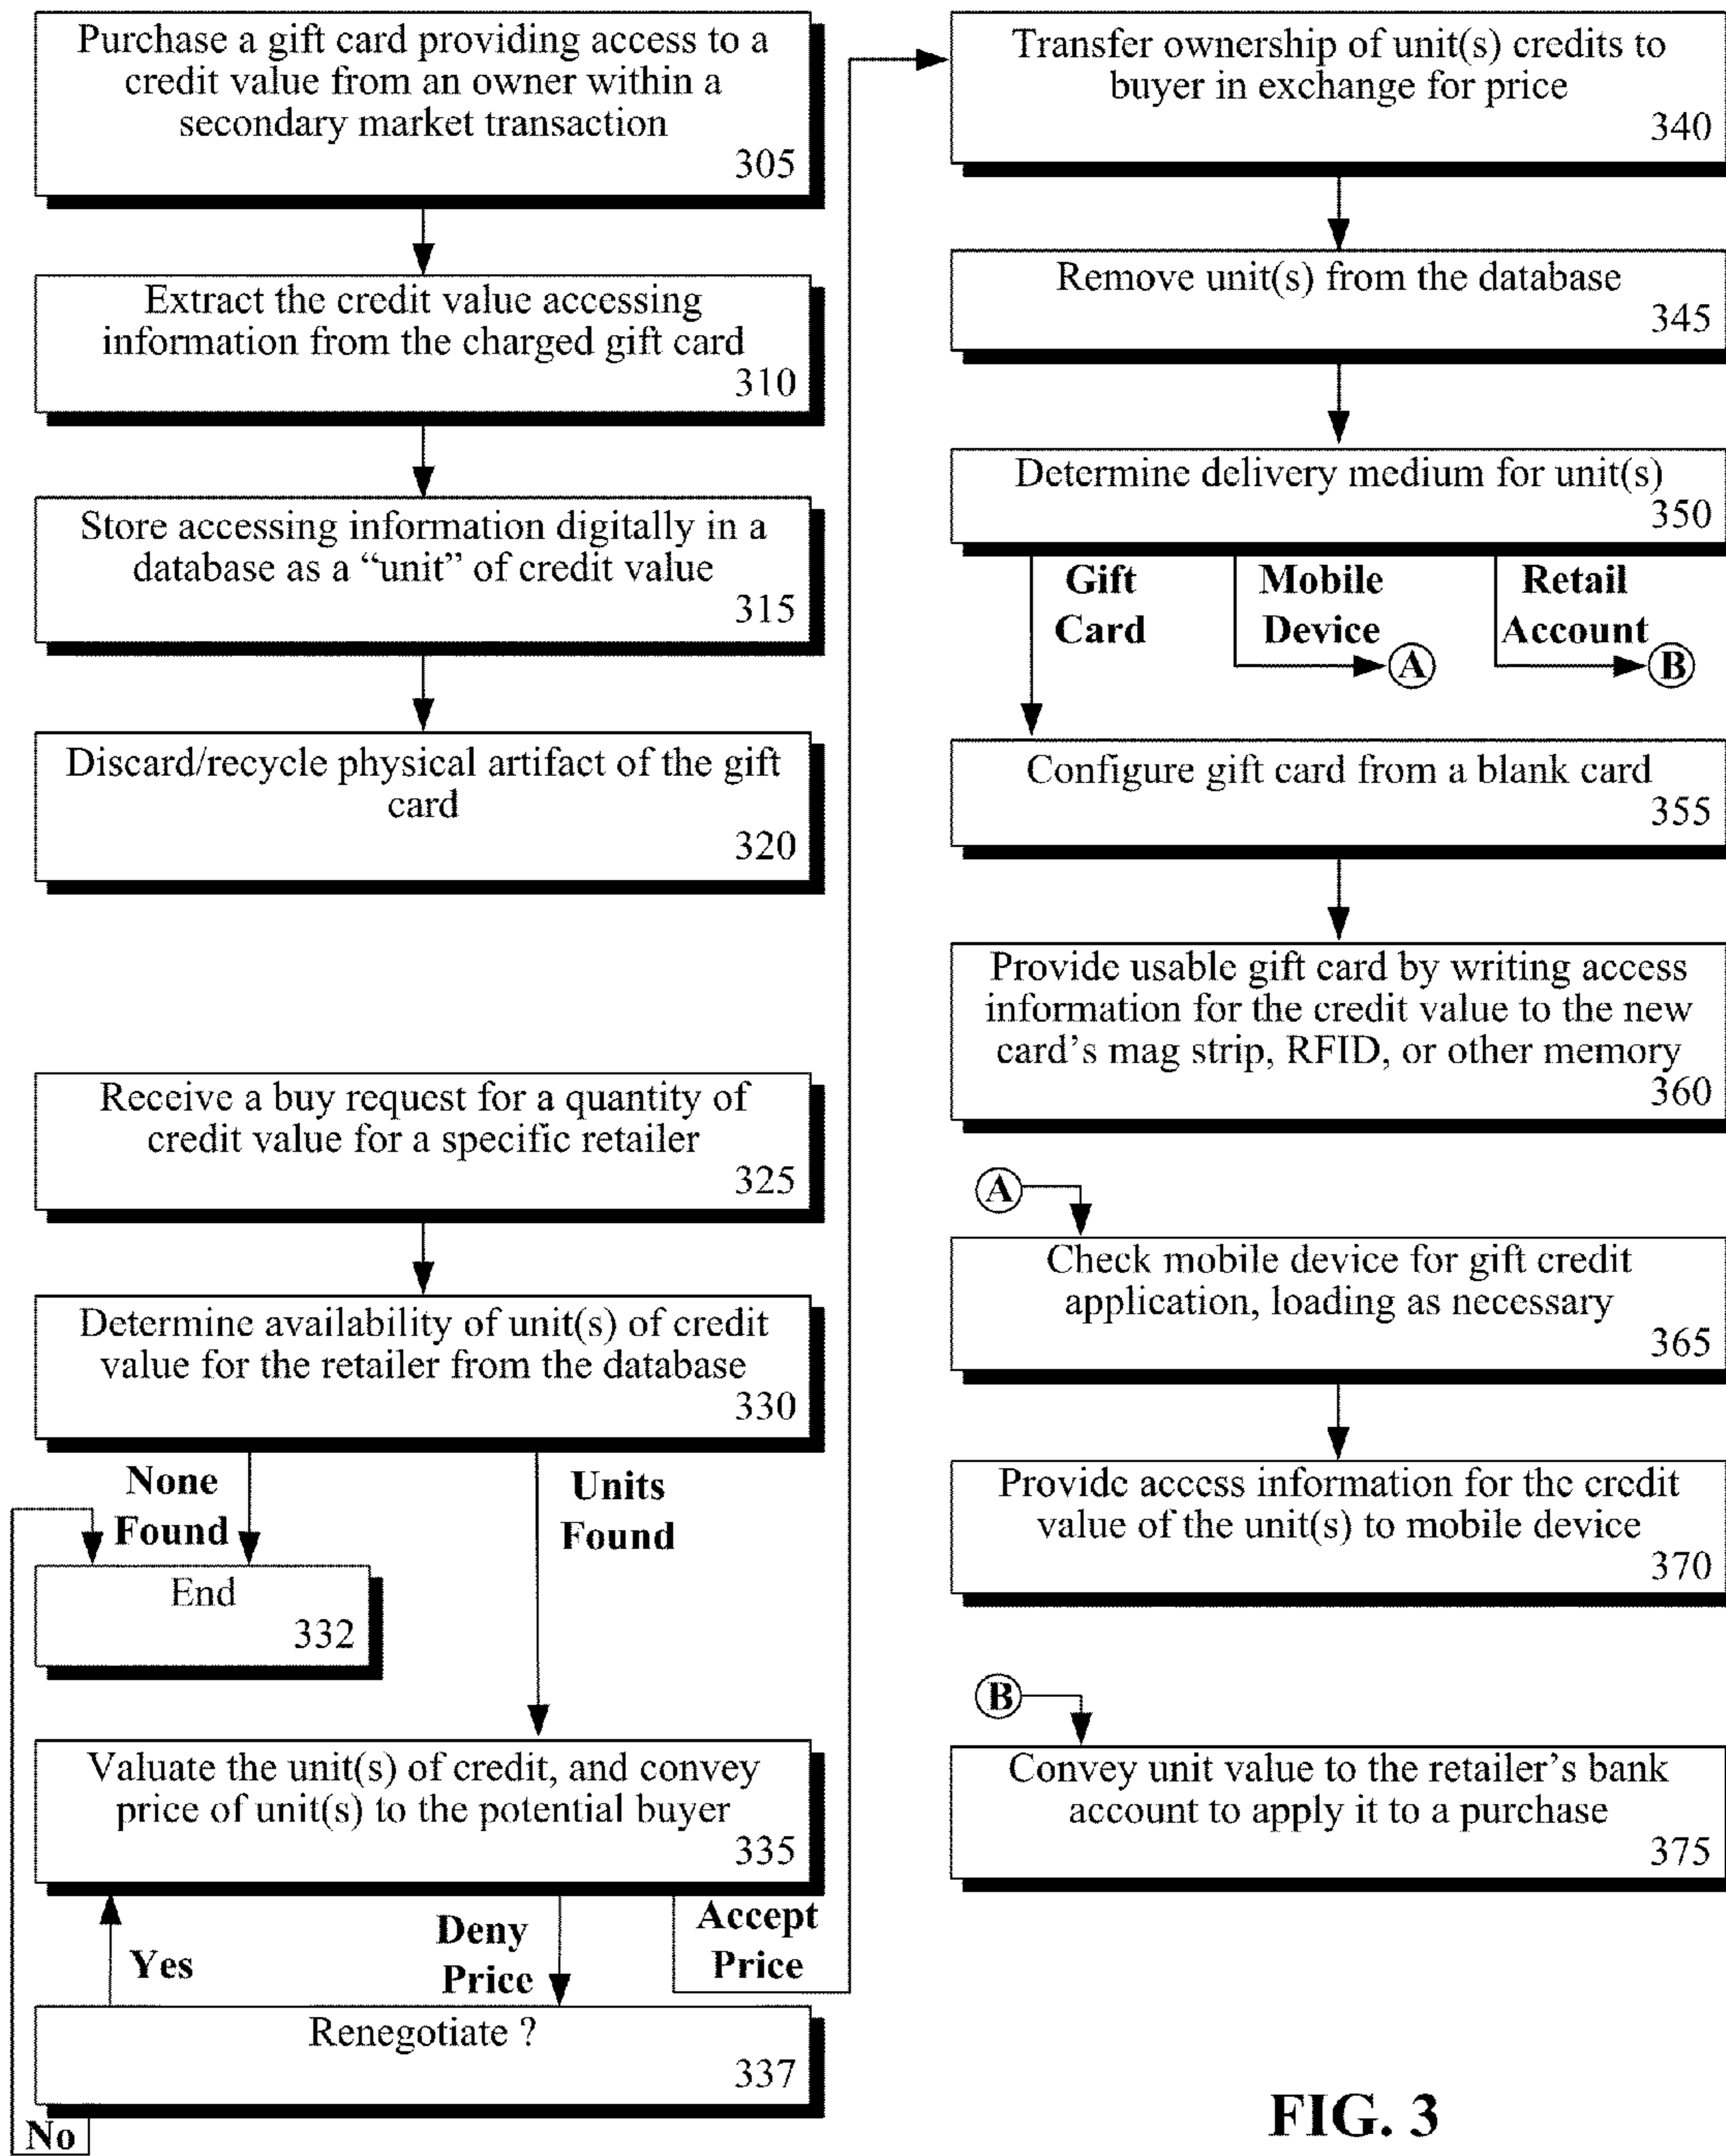 Purchase a gift card providing access to a
credit value from an owner within a
secondary market transaction
305
Extract the credit value accessing
information from the charged gift card
310
Store accessing information digitally in a
database as a “unit” of credit value
315
Discard/recycle physical artifact of the gift
card
320
Receive a buy request for a quantity of
credit value for a specific retailer
325
Determine availability of unit(s) of credit
value for the retailer from the database
330
None
Found
Units
Found
End
332
Valuate the unit(s) of credit, and convey
price of unit(s) to the potential buyer
335
Yes
Deny
Price
Accept
Price
Renegotiate ?
337
No
Transfer ownership of unit(s) credits to
buyer in exchange for price
340
Remove unit(s) from the database
345
Determine delivery medium for unit(s)
350
Gift
Card
Mobile
Device
A
Retail
Account
B
Configure gift card from a blank card
355
Provide usable gift card by writing access
information for the credit value to the new
card’s mag strip, RFID, or other memory
360
A
Check mobile device for gift credit
application, loading as necessary
365
Provide access information for the credit
value of the unit(s) to mobile device
370
B
Convey unit value to the retailer’s bank
account to apply it to a purchase
375
FIG. 3